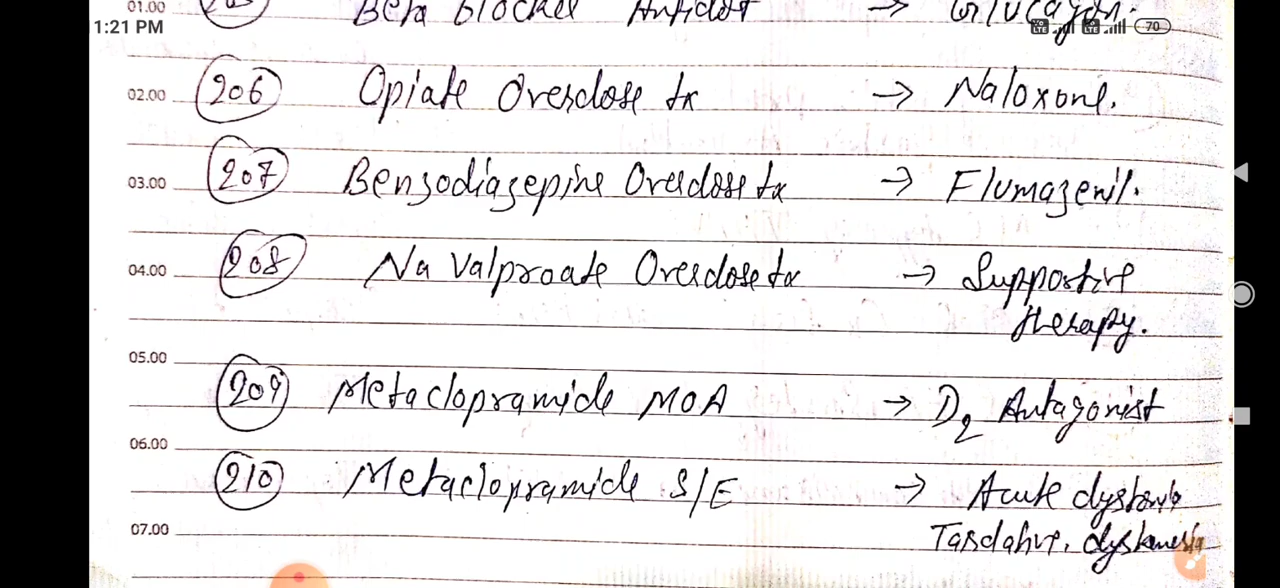 01.00 Beta blocker Antidot → Glucagon.
1:21 PM 70
02.00 206 Opiate Overdose tx → Naloxone.
03.00 207 Benzodiazepine Overdose tx → Flumazenil.
04.00 208 Na Valproate Overdose tx → Supportive
therapy.
05.00
209 Metaclopramide MOA → D2 Antagonist
06.00
210 Metaclopramide S/E → Acute dystonia
07.00 Tardative, dyskinesia